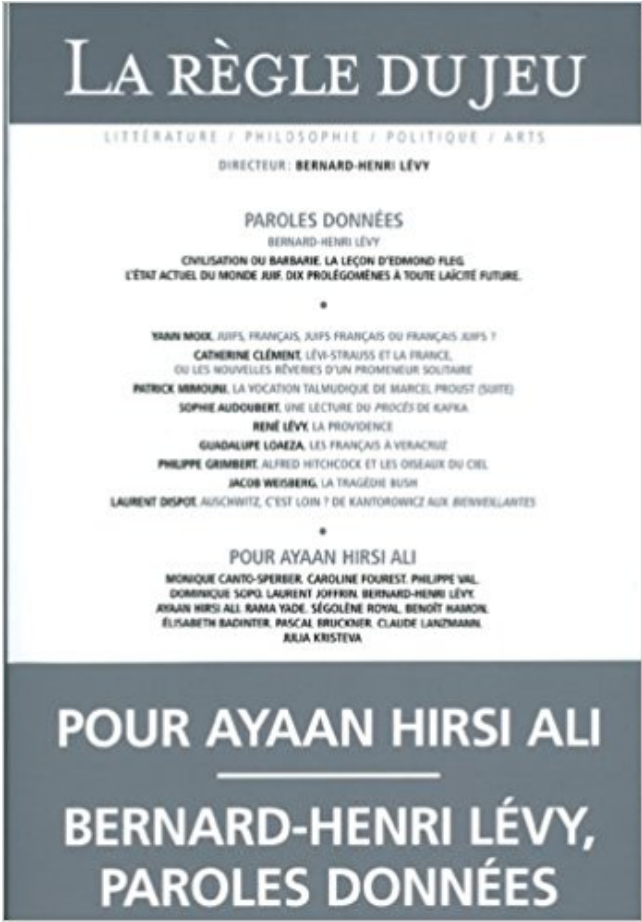 LA RÈGLE DU JEU
LITTÉRATURE / PHILOSOPHIE / POLITIQUE / ARTS
DIRECTEUR: BERNARD-HENRI LÉVY
PAROLES DONNÉES
BERNARD-HENRI LÉVY
CIVILISATION OU BARBARIE. LA LEÇON D'EDMOND FLEG.
L'ÉTAT ACTUEL DU MONDE JUIF. DIX PROLÉGOMÈNES À TOUTE LAÏCITÉ FUTURE.
•
YANN MOIX, JUIFS, FRANÇAIS, JUIFS FRANÇAIS OU FRANÇAIS JUIFS ?
CATHERINE CLÉMENT, LÉVI-STRAUSS ET LA FRANCE,
OU LES NOUVELLES RÊVERIES D'UN PROMENEUR SOLITAIRE
PATRICK MIMOUNI, LA VOCATION TALMUDIQUE DE MARCEL PROUST (SUITE)
SOPHIE AUDOUBERT, UNE LECTURE DU PROCÈS DE KAFKA
RENÉ LÉVY, LA PROVIDENCE
GUADALUPE LOAEZA, LES FRANÇAIS À VERACRUZ
PHILIPPE GRIMBERT, ALFRED HITCHCOCK ET LES OISEAUX DU CIEL
JACOB WEISBERG, LA TRAGÉDIE BUSH
LAURENT DISPOT, AUSCHWITZ, C'EST LOIN ? DE KANTOROWICZ AUX BIENVEILLANTES
•
POUR AYAAN HIRSI ALI
MONIQUE CANTO-SPERBER. CAROLINE FOUREST. PHILIPPE VAL.
DOMINIQUE SOPO. LAURENT JOFFRIN. BERNARD-HENRI LÉVY.
AYAAN HIRSI ALI. RAMA YADE. SÉGOLÈNE ROYAL. BENOÎT HAMON.
ÉLISABETH BADINTER. PASCAL BRUCKNER. CLAUDE LANZMANN.
JULIA KRISTEVA
POUR AYAAN HIRSI ALI
BERNARD-HENRI LÉVY,
PAROLES DONNÉES